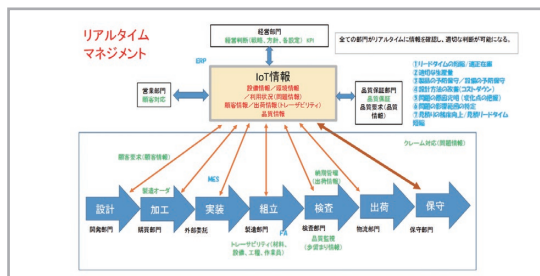 リアルタイム
マネジメント
経営部門
経営判断(戦略、方針、各設定) KPI
全ての部門がリアルタイムに情報を確認し、適切な判断が可能になる。
ERP
IoT情報
設備情報/環境情報
/利用状況(問題情報)
顧客情報/出荷情報(トレーサビリティ)
品質情報
営業部門
顧客対応
品質保証部門
品質保証
品質要求(品質
情報)
①リードタイムの短縮/適正在庫
②適切な生産量
③製品の予防保守/設備の予防保守
④設計方法の改善(コストダウン)
⑤問題の原因究明(変化点の把握)
⑥問題の影響範囲の特定
⑦見積りの精度向上/見積リードタイム
短縮
顧客要求(顧客情報)
製造オーダ
MES
納期管理
(出荷情報)
クレーム対応(問題情報)
設計
加工
実装
組立
検査
出荷
保守
開発部門
購買部門
外部委託
製造部門
FA
検査部門
物流部門
保守部門
トレーサビリティ(材料、
設備、工程、作業員)
品質監視
(歩留まり情報)